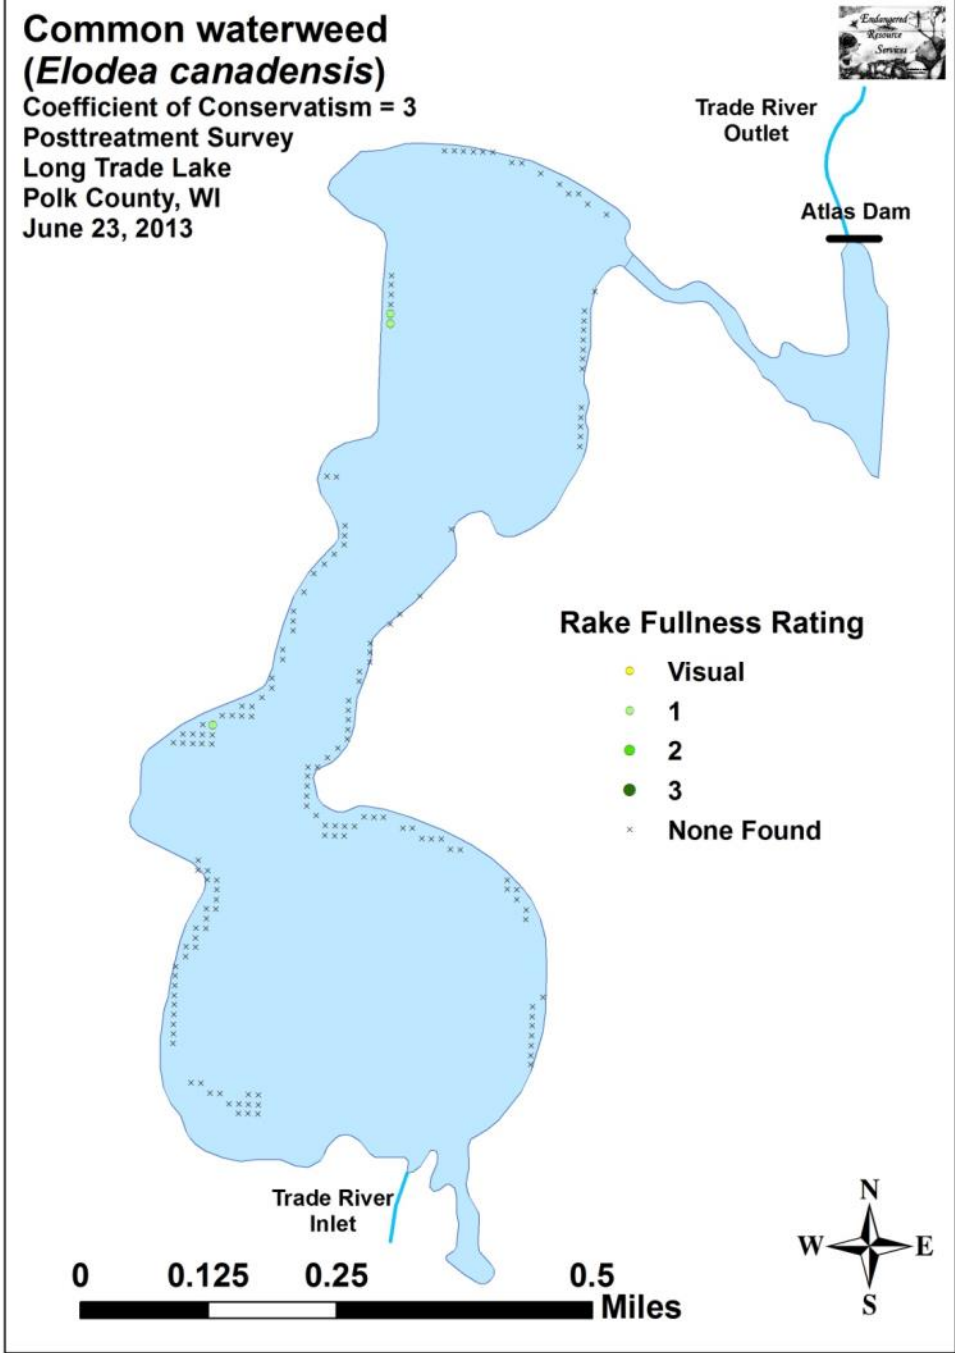 Common waterweed
(Elodea canadensis)
Coefficient of Conservatism = 3
Posttreatment Survey
Long Trade Lake
Polk County, WI
June 23, 2013
Endangered
Resource
Services
Trade River
Outlet
Atlas Dam
Rake Fullness Rating
Visual
1
2
3
None Found
Trade River
Inlet
N
W E
S
0 0.125 0.25 0.5
Miles